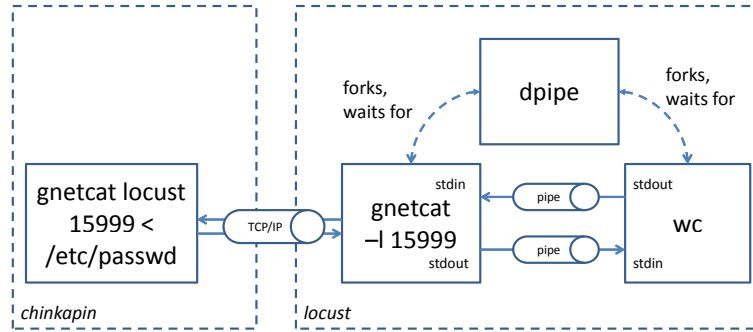 forks,
waits for
dpipe
forks,
waits for
gnetcat locust
15999 <
/etc/passwd
TCP/IP
stdin
gnetcat
–l 15999
stdout
pipe
pipe
stdout
wc
stdin
chinkapin
locust